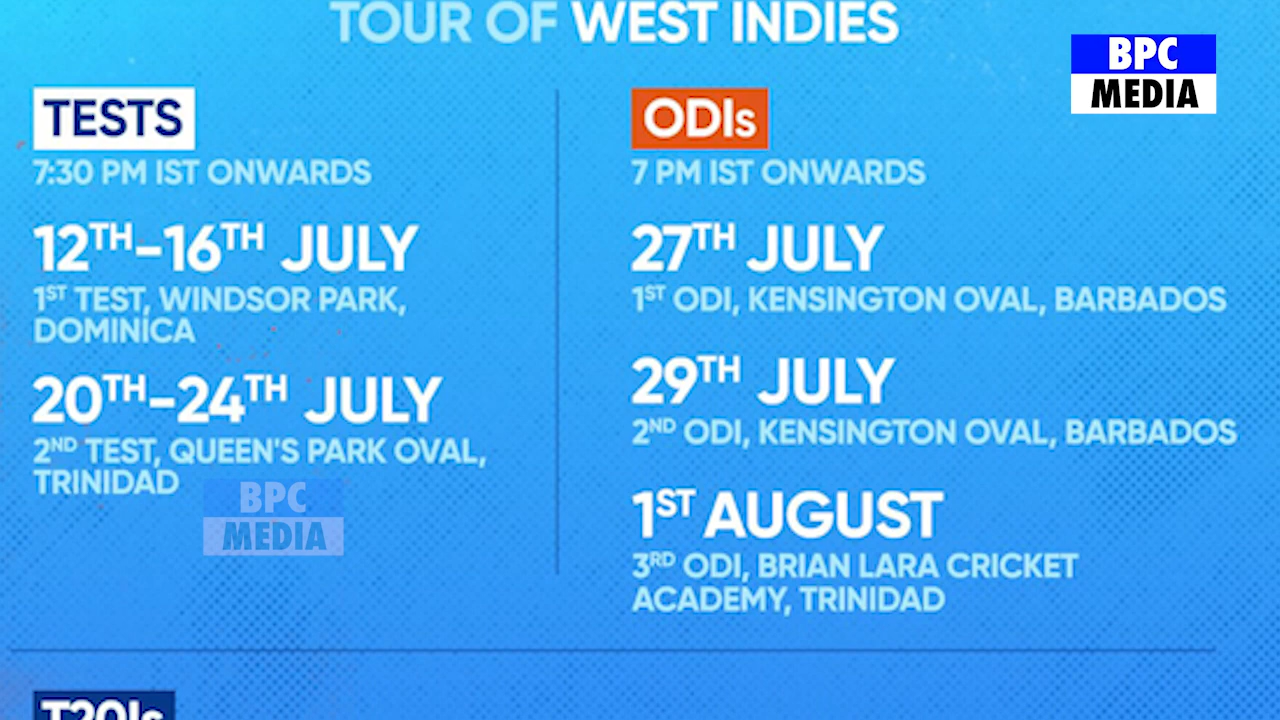 TOUR OF WEST INDIES
BPC
MEDIA
TESTS
7:30 PM IST ONWARDS
12TH-16TH JULY
1ST TEST, WINDSOR PARK,
DOMINICA
20TH-24TH JULY
2ND TEST, QUEEN'S PARK OVAL,
TRINIDAD
BPC
MEDIA
ODIs
7 PM IST ONWARDS
27TH JULY
1ST ODI, KENSINGTON OVAL, BARBADOS
29TH JULY
2ND ODI, KENSINGTON OVAL, BARBADOS
1ST AUGUST
3RD ODI, BRIAN LARA CRICKET
ACADEMY, TRINIDAD
T20Is